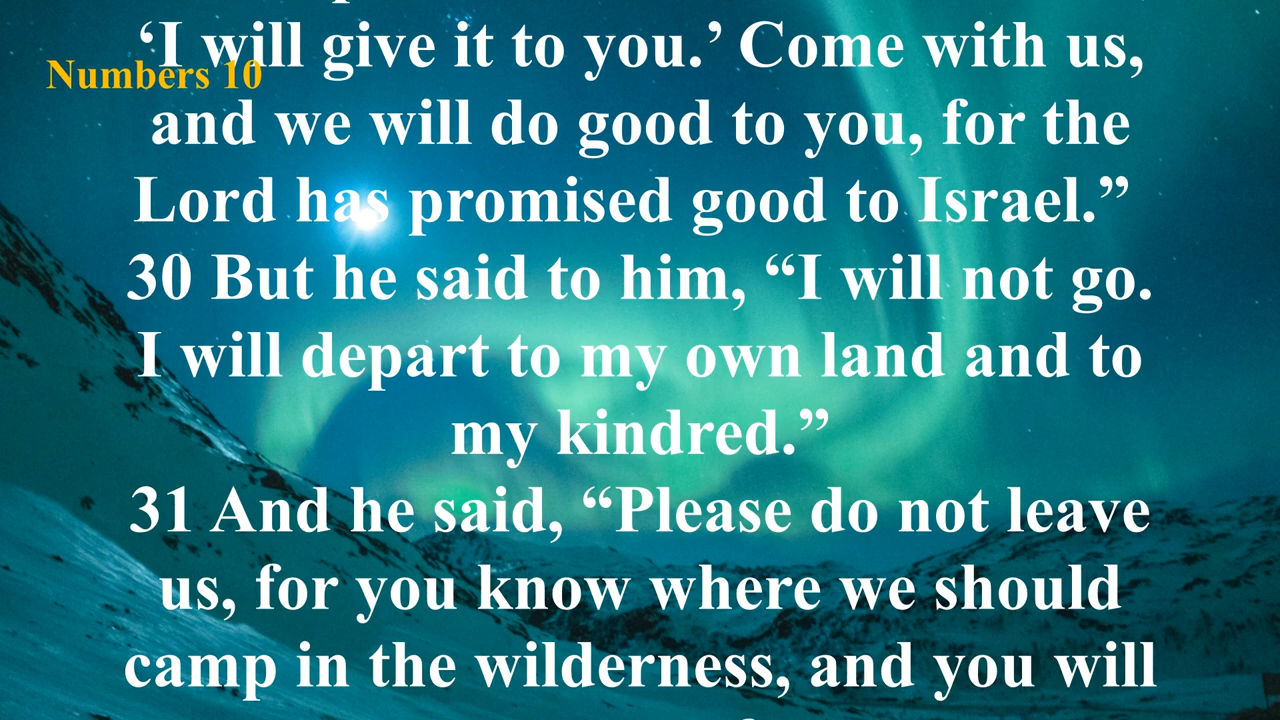 Numbers 10
‘I will give it to you.’ Come with us,
and we will do good to you, for the
Lord has promised good to Israel.”
30 But he said to him, “I will not go.
I will depart to my own land and to
my kindred.”
31 And he said, “Please do not leave
us, for you know where we should
camp in the wilderness, and you will